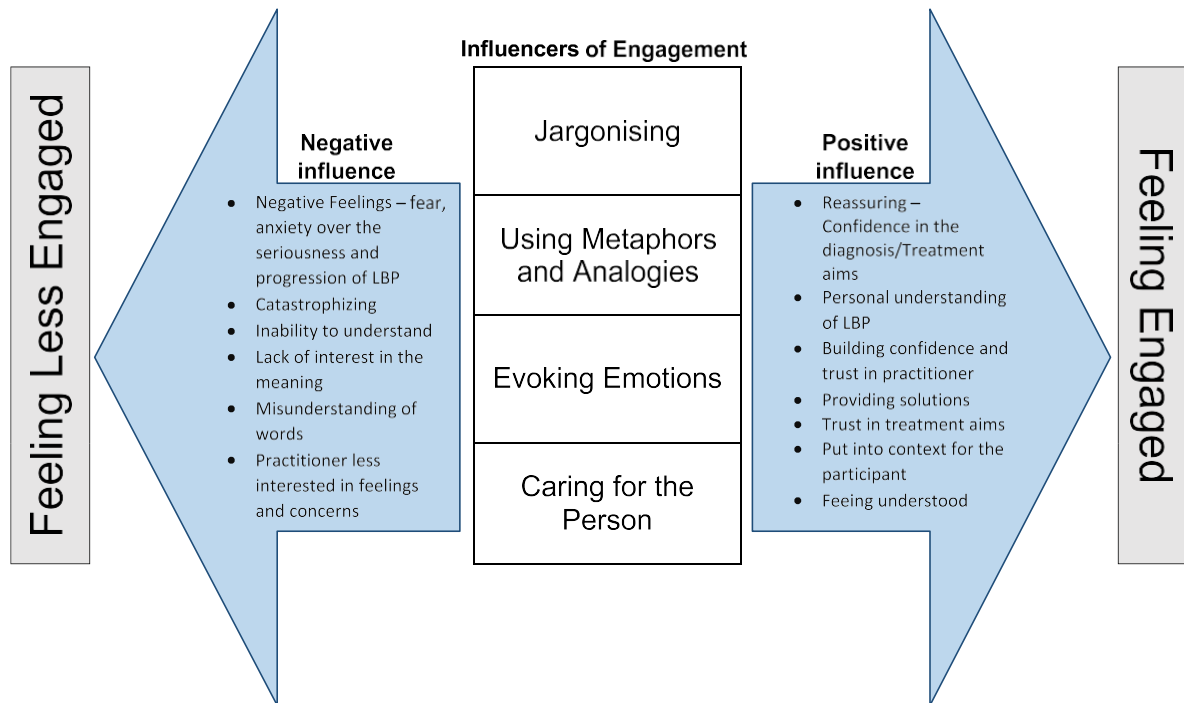 Feeling Less Engaged
Negative
influence
• Negative Feelings – fear,
anxiety over the
seriousness and
progression of LBP
• Catastrophizing
• Inability to understand
• Lack of interest in the
meaning
• Misunderstanding of
words
• Practitioner less
interested in feelings
and concerns
Influencers of Engagement
Jargonising
Using Metaphors
and Analogies
Evoking Emotions
Caring for the
Person
Positive
influence
• Reassuring –
Confidence in the
diagnosis/Treatment
aims
• Personal understanding
of LBP
• Building confidence and
trust in practitioner
• Providing solutions
• Trust in treatment aims
• Put into context for the
participant
• Feeing understood
Feeling Engaged